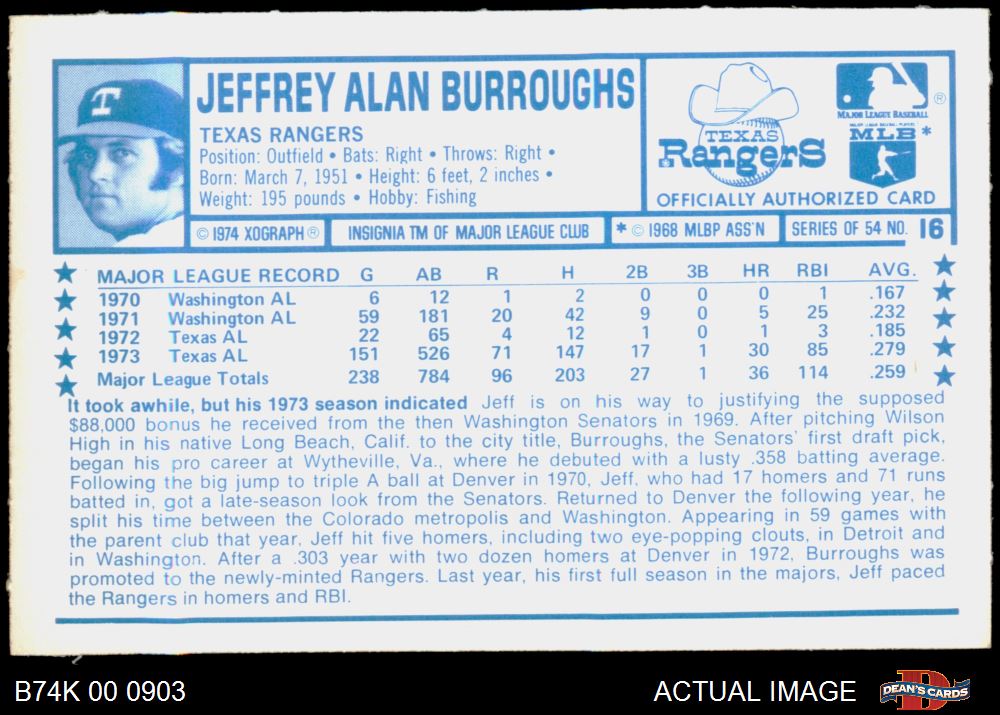 JEFFREY ALAN BURROUGHS
TEXAS RANGERS
Position: Outfield • Bats: Right • Throws: Right •
Born: March 7, 1951 • Height: 6 feet, 2 inches •
Weight: 195 pounds • Hobby: Fishing
T
TEXAS
RangerS
®
MAJOR LEAGUE BASEBALL
MLB*
OFFICIALLY AUTHORIZED CARD
© 1974 XOGRAPH ® INSIGNIA TM OF MAJOR LEAGUE CLUB * © 1968 MLBP ASS'N SERIES OF 54 NO. 16
MAJOR LEAGUE RECORD G AB R H 2B 3B HR RBI AVG.
1970 Washington AL 6 12 1 2 0 0 0 1 .167
1971 Washington AL 59 181 20 42 9 0 5 25 .232
1972 Texas AL 22 65 4 12 1 0 1 3 .185
1973 Texas AL 151 526 71 147 17 1 30 85 .279
Major League Totals 238 784 96 203 27 1 36 114 .259
It took awhile, but his 1973 season indicated Jeff is on his way to justifying the supposed
$88,000 bonus he received from the then Washington Senators in 1969. After pitching Wilson
High in his native Long Beach, Calif. to the city title, Burroughs, the Senators' first draft pick,
began his pro career at Wytheville, Va., where he debuted with a lusty .358 batting average.
Following the big jump to triple A ball at Denver in 1970, Jeff, who had 17 homers and 71 runs
batted in, got a late-season look from the Senators. Returned to Denver the following year, he
split his time between the Colorado metropolis and Washington. Appearing in 59 games with
the parent club that year, Jeff hit five homers, including two eye-popping clouts, in Detroit and
in Washington. After a .303 year with two dozen homers at Denver in 1972, Burroughs was
promoted to the newly-minted Rangers. Last year, his first full season in the majors, Jeff paced
the Rangers in homers and RBI.
B74K 00 0903
ACTUAL IMAGE
DEAN'S CARDS